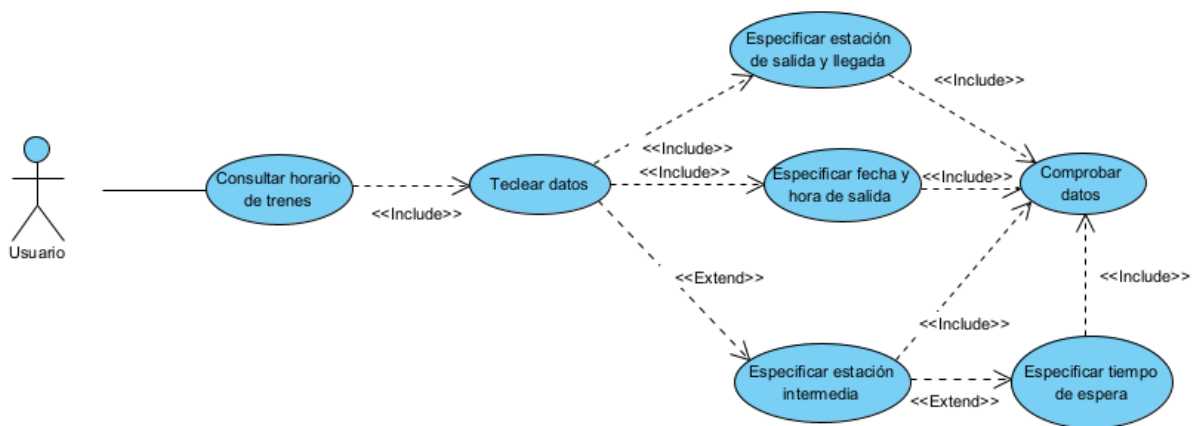 Especificar estación
de salida y llegada
<<Include>>
<<Include>>
Consultar horario
de trenes
Teclear datos
<<Include>>
Especificar fecha y
hora de salida
<<Include>>
Comprobar
datos
<<Include>>
Usuario
<<Extend>>
<<Include>>
<<Include>>
Especificar estación
intermedia
<<Extend>>
Especificar tiempo
de espera